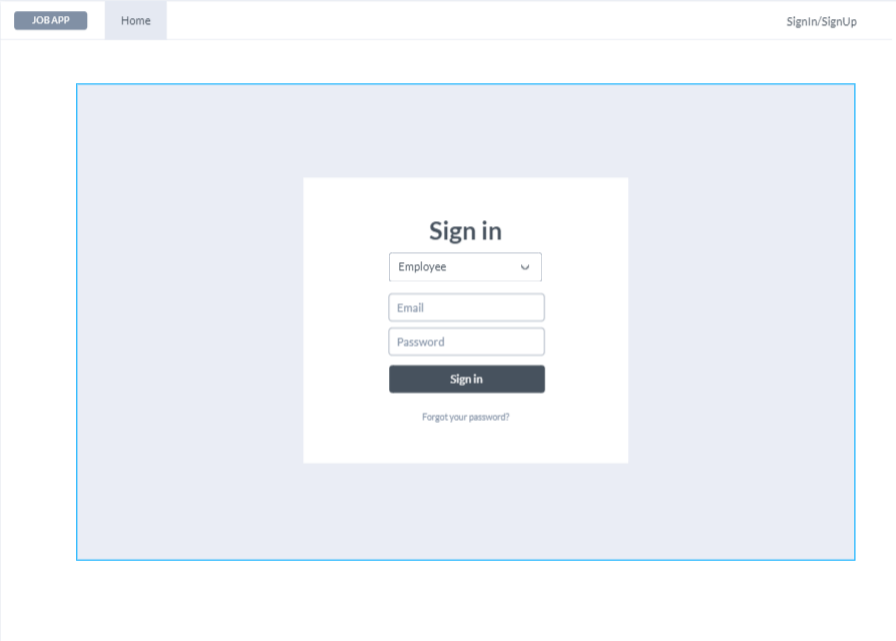 JOB APP
Home
SignIn/SignUp
Sign in
Employee
Email
Password
Sign in
Forgot your password?